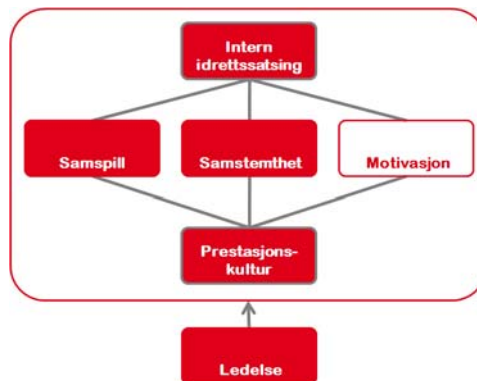 Intern
idrettssatsing
Samspill
Samstemthet
Motivasjon
Prestasjons-
kultur
Ledelse